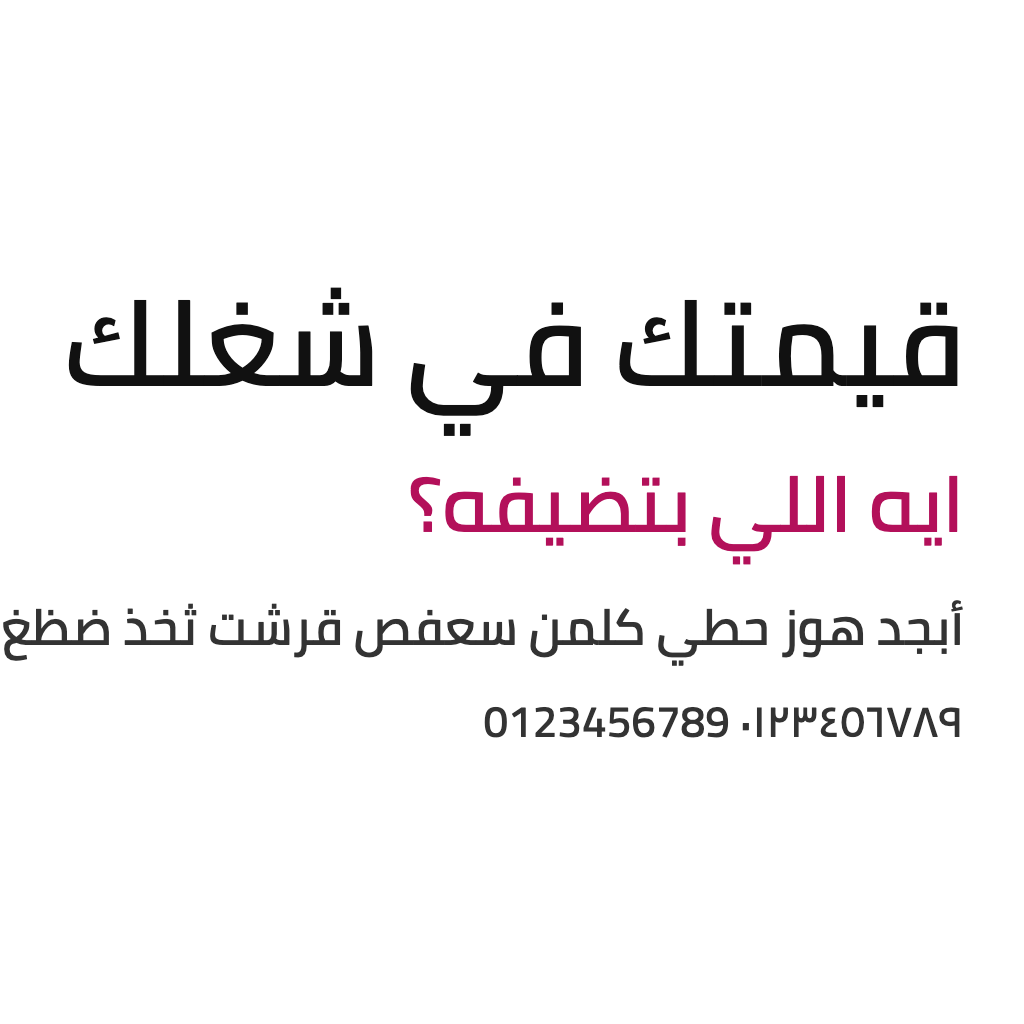 قيمتك في شغلك
ايه اللي بتضيفه؟
أبجد هوز حطي كلمن سعفص قرشت ثخذ ضظغ
0123456789 ٠١٢٣٤٥٦٧٨٩